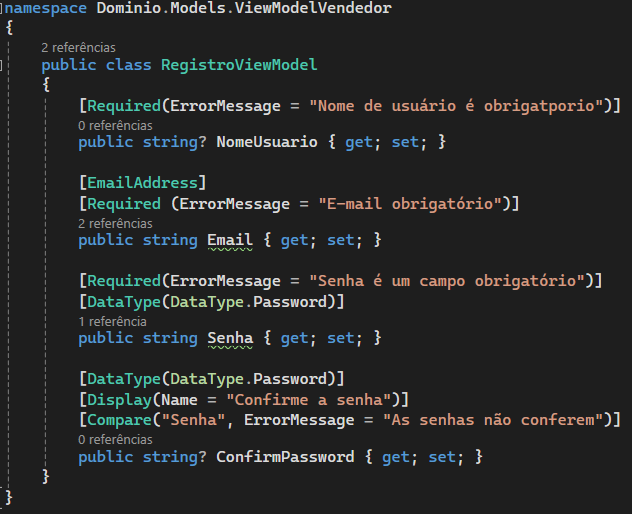 namespace Dominio.Models.ViewModelVendedor
{
2 referências
public class RegistroViewModel
{
[Required(ErrorMessage = "Nome de usuário é obrigatporio")]
0 referências
public string? NomeUsuario { get; set; }
[EmailAddress]
[Required (ErrorMessage = "E-mail obrigatório")]
2 referências
public string Email { get; set; }
[Required(ErrorMessage = "Senha é um campo obrigatório")]
[DataType(DataType.Password)]
1 referência
public string Senha { get; set; }
[DataType(DataType.Password)]
[Display(Name = "Confirme a senha")]
[Compare("Senha", ErrorMessage = "As senhas não conferem")]
0 referências
public string? ConfirmPassword { get; set; }
}
}